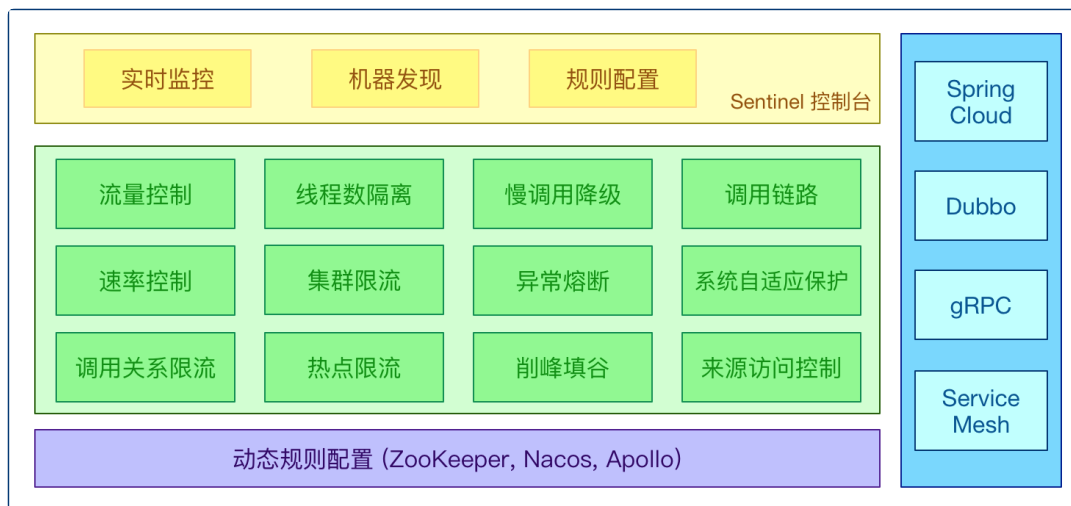 实时监控
机器发现
规则配置
Sentinel 控制台
流量控制
线程数隔离
慢调用降级
调用链路
速率控制
集群限流
异常熔断
系统自适应保护
调用关系限流
热点限流
削峰填谷
来源访问控制
动态规则配置 (ZooKeeper, Nacos, Apollo)
Spring
Cloud
Dubbo
gRPC
Service
Mesh